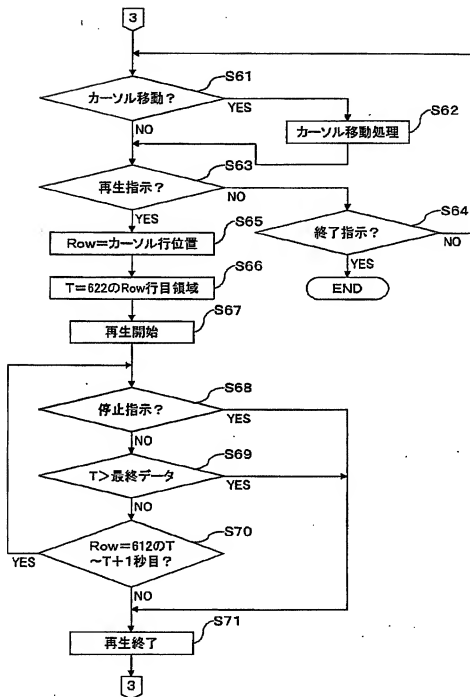 3
S61
カーソル移動？
YES
S62
NO
カーソル移動処理
S63
再生指示？
NO
S64
YES
S65
Row＝カーソル行位置
終了指示？
NO
S66
YES
T＝622のRow行目領域
END
S67
再生開始
S68
停止指示？
YES
NO
S69
T＞最終データ
YES
NO
S70
Row＝612のT
～T＋1秒目？
YES
NO
S71
再生終了
3